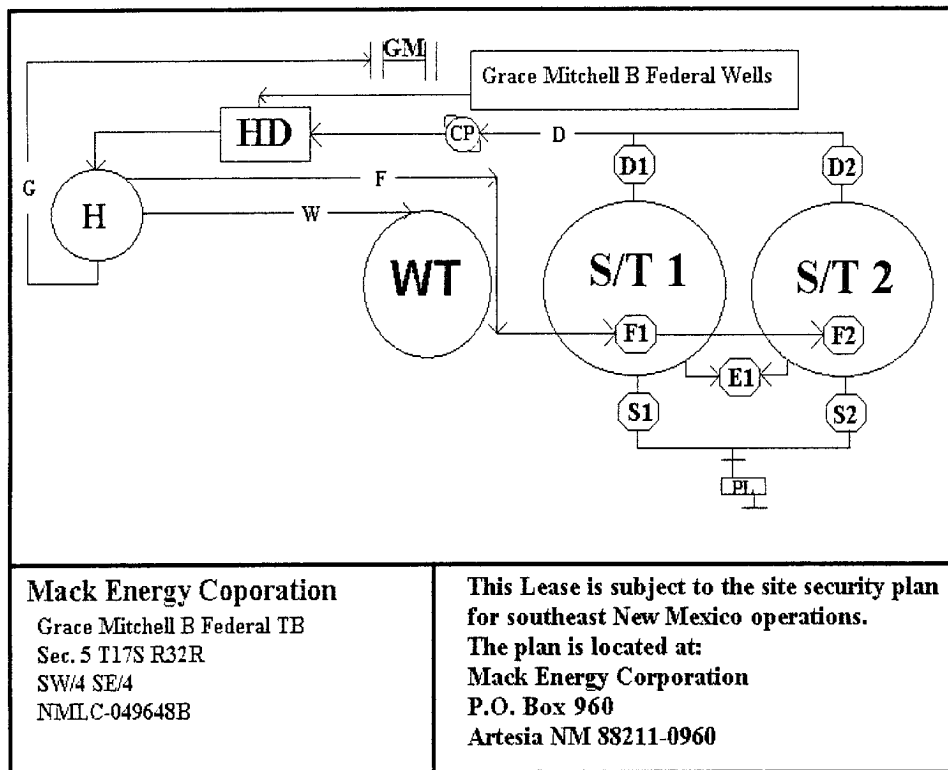 GM
Grace Mitchell B Federal Wells
HD
CP
D
D1
D2
G
F
H
W
WT
S/T 1
S/T 2
F1
F2
E1
S1
S2
PL
Mack Energy Coporation
Grace Mitchell B Federal TB
Sec. 5 T17S R32R
SW/4 SE/4
NMLC-049648B
This Lease is subject to the site security plan
for southeast New Mexico operations.
The plan is located at:
Mack Energy Corporation
P.O. Box 960
Artesia NM 88211-0960